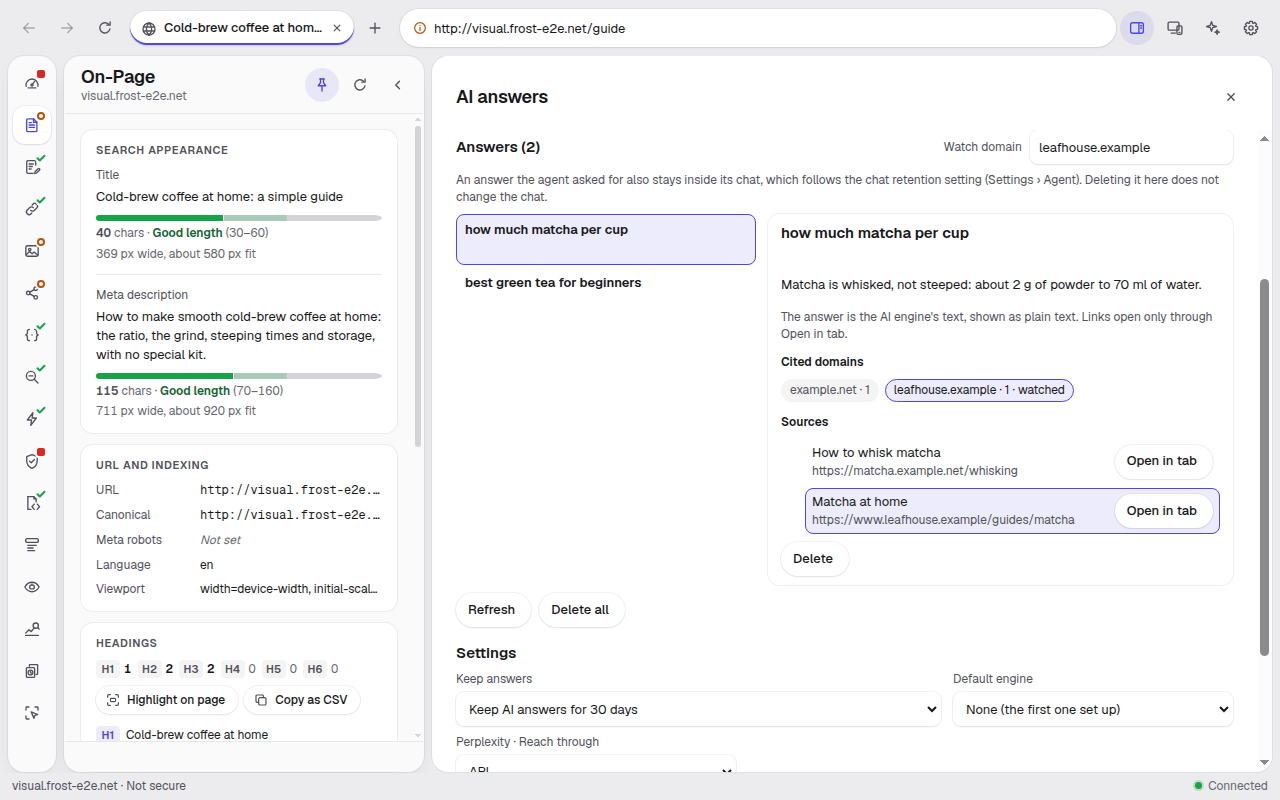 Cold-brew coffee at hom…
http://visual.frost-e2e.net/guide
On-Page
visual.frost-e2e.net
SEARCH APPEARANCE
Title
Cold-brew coffee at home: a simple guide
40 chars · Good length (30–60)
369 px wide, about 580 px fit
Meta description
How to make smooth cold-brew coffee at home:
the ratio, the grind, steeping times and storage,
with no special kit.
115 chars · Good length (70–160)
711 px wide, about 920 px fit
URL AND INDEXING
URL http://visual.frost-e2e.…
Canonical http://visual.frost-e2e.…
Meta robots Not set
Language en
Viewport width=device-width, initial-scal…
HEADINGS
H1 1 H2 2 H3 2 H4 0 H5 0 H6 0
Highlight on page Copy as CSV
H1 Cold-brew coffee at home
AI answers
Answers (2)
Watch domain leafhouse.example
An answer the agent asked for also stays inside its chat, which follows the chat retention setting (Settings › Agent). Deleting it here does not
change the chat.
how much matcha per cup
best green tea for beginners
how much matcha per cup
Matcha is whisked, not steeped: about 2 g of powder to 70 ml of water.
The answer is the AI engine's text, shown as plain text. Links open only through
Open in tab.
Cited domains
example.net · 1 leafhouse.example · 1 · watched
Sources
How to whisk matcha
https://matcha.example.net/whisking
Open in tab
Matcha at home
https://www.leafhouse.example/guides/matcha
Open in tab
Delete
Refresh Delete all
Settings
Keep answers
Keep AI answers for 30 days
Default engine
None (the first one set up)
Perplexity · Reach through
API
visual.frost-e2e.net · Not secure
Connected